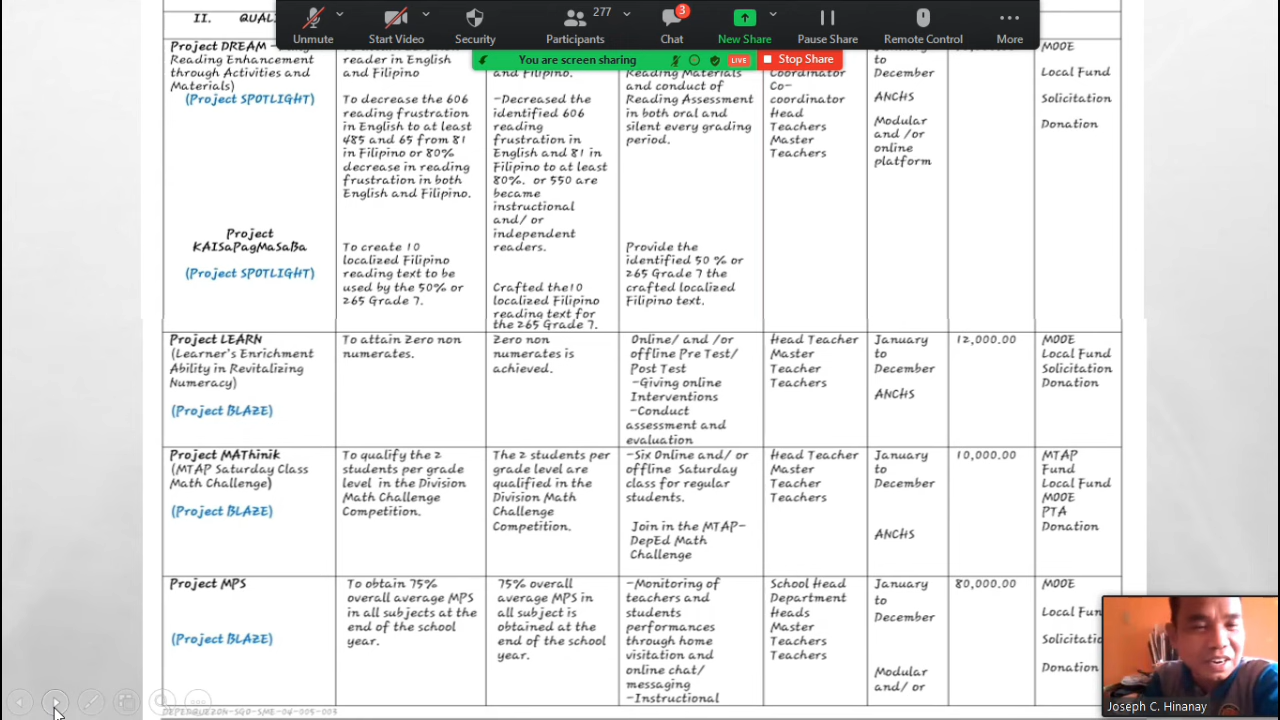 Unmute
Start Video
Security
277
Participants
3
Chat
New Share
Pause Share
Remote Control
More
You are screen sharing
LIVE
Stop Share
II. QUALI
Project DREAM –
Reading Enhancement
through Activities and
Materials)
(Project SPOTLIGHT)
reader in English
and Filipino
To decrease the 606
reading frustration
in English to at least
485 and 65 from 81
in Filipino or 80%
decrease in reading
frustration in both
English and Filipino.
and Filipino.
-Decreased the
identified 606
reading
frustration in
English and 81 in
Filipino to at least
80%. or 550 are
became
instructional
and/ or
independent
readers.
Reading Materials
and conduct of
Reading Assessment
in both oral and
silent every grading
period.
Coordinator
Co-
coordinator
Head
Teachers
Master
Teachers
January
to
December
ANCHS
Modular
and /or
online
platform
MOOE
Local Fund
Solicitation
Donation
Project
KAISaPagMaSaBa
(Project SPOTLIGHT)
To create 10
localized Filipino
reading text to be
used by the 50% or
265 Grade 7.
Crafted the10
localized Filipino
reading text for
the 265 Grade 7.
Provide the
identified 50 % or
265 Grade 7 the
crafted localized
Filipino text.
Project LEARN
(Learner's Enrichment
Ability in Revitalizing
Numeracy)
(Project BLAZE)
To attain Zero non
numerates.
Zero non
numerates is
achieved.
Online/ and /or
offline Pre Test/
Post Test
-Giving online
Interventions
-Conduct
assessment and
evaluation
Head Teacher
Master
Teacher
Teachers
January
to
December
ANCHS
12,000.00
MOOE
Local Fund
Solicitation
Donation
Project MAThinik
(MTAP Saturday Class
Math Challenge)
(Project BLAZE)
To qualify the 2
students per grade
level in the Division
Math Challenge
Competition.
The 2 students per
grade level are
qualified in the
Division Math
Challenge
Competition.
-Six Online and/ or
offline Saturday
class for regular
students.
Join in the MTAP-
DepEd Math
Challenge
Head Teacher
Master
Teacher
Teachers
January
to
December
ANCHS
10,000.00
MTAP
Fund
Local Fund
MOOE
PTA
Donation
Project MPS
(Project BLAZE)
To obtain 75%
overall average MPS
in all subjects at the
end of the school
year.
75% overall
average MPS in
all subject is
obtained at the
end of the school
year.
-Monitoring of
teachers and
students
performances
through home
visitation and
online chat/
messaging
-Instructional
School Head
Department
Heads
Master
Teachers
Teachers
January
to
December
Modular
and/ or
80,000.00
MOOE
Local Fun
Solicitatio
Donation
Joseph C. Hinanay
DEPEDQUEZON-SGO-SME-04-005-003